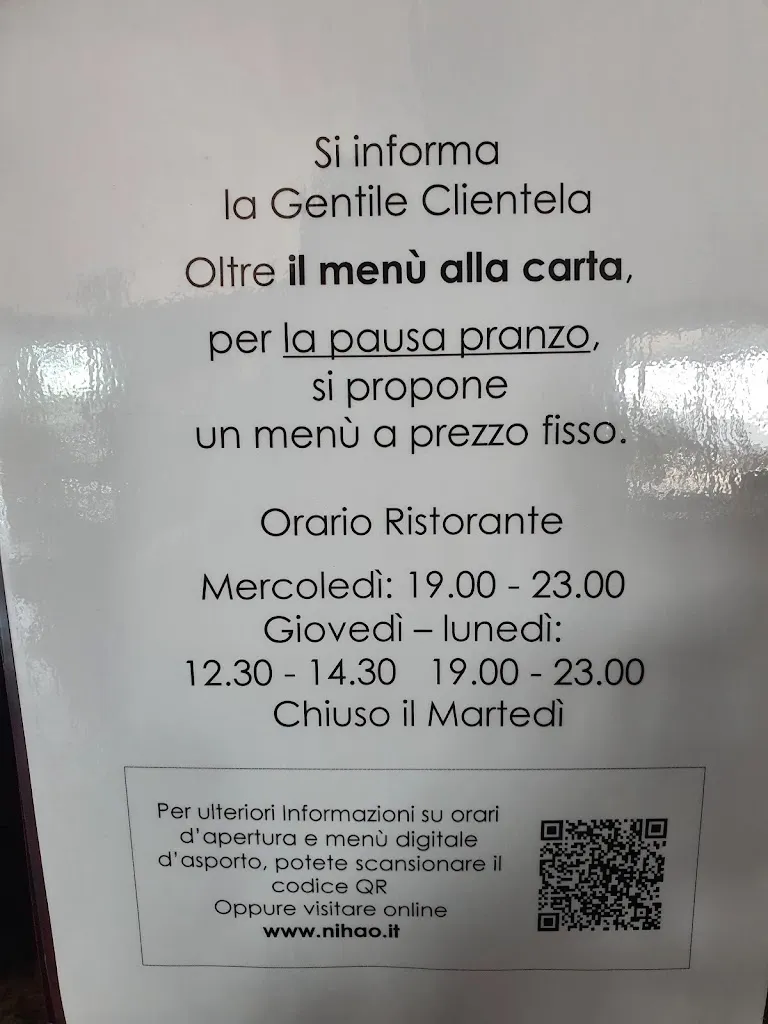 Si informa
la Gentile Clientela
Oltre il menù alla carta,
per la pausa pranzo,
si propone
un menù a prezzo fisso.
Orario Ristorante
Mercoledì: 19.00 - 23.00
Giovedì – lunedì:
12.30 - 14.30 19.00 - 23.00
Chiuso il Martedì
Per ulteriori Informazioni su orari
d'apertura e menù digitale
d'asporto, potete scansionare il
codice QR
Oppure visitare online
www.nihao.it